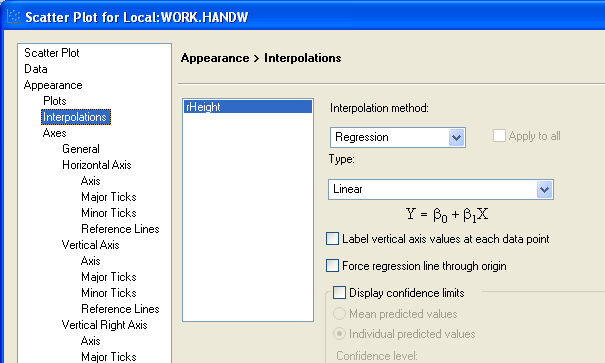 Scatter Plot for Local:WORK.HANDW
Scatter Plot
Data
Appearance
Plots
Interpolations
Axes
General
Horizontal Axis
Axis
Major Ticks
Minor Ticks
Reference Lines
Vertical Axis
Axis
Major Ticks
Minor Ticks
Reference Lines
Vertical Right Axis
Axis
Major Ticks
Appearance > Interpolations
rHeight
Interpolation method:
Regression
Apply to all
Type:
Linear
Y = β₀ + β₁X
Label vertical axis values at each data point
Force regression line through origin
Display confidence limits
Mean predicted values
Individual predicted values
Confidence level: